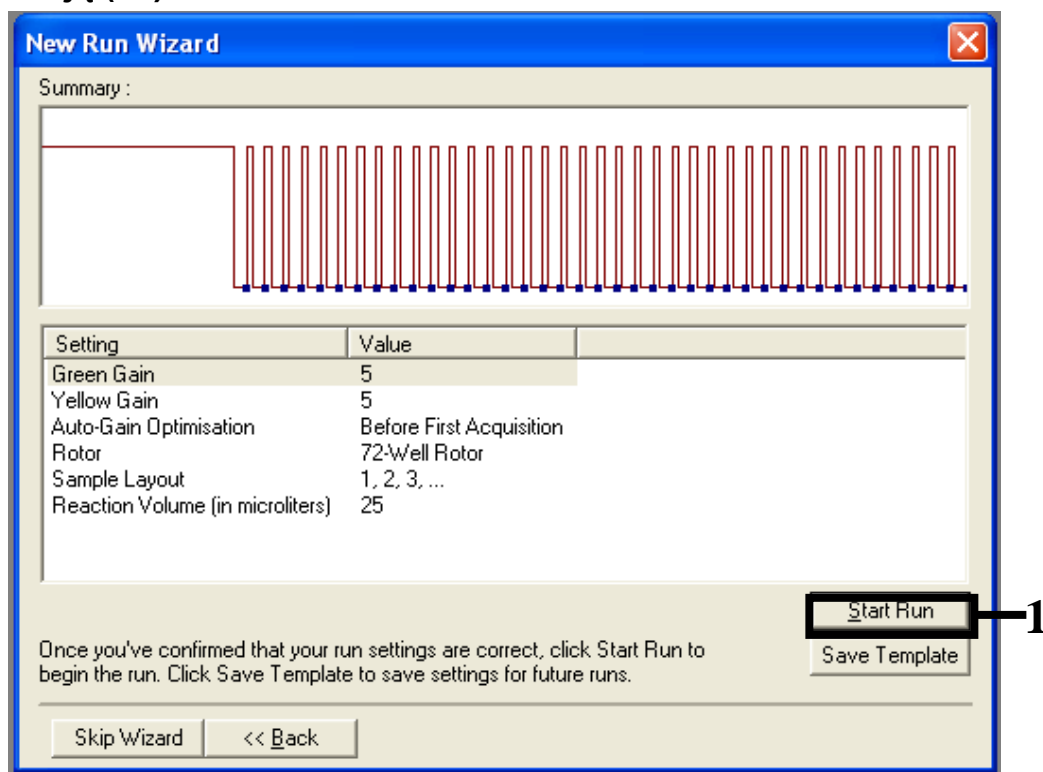 New Run Wizard
Summary :
Setting Value
Green Gain 5
Yellow Gain 5
Auto-Gain Optimisation Before First Acquisition
Rotor 72-Well Rotor
Sample Layout 1, 2, 3, ...
Reaction Volume (in microliters) 25
Start Run 1
Once you've confirmed that your run settings are correct, click Start Run to
begin the run. Click Save Template to save settings for future runs.
Save Template
Skip Wizard << Back